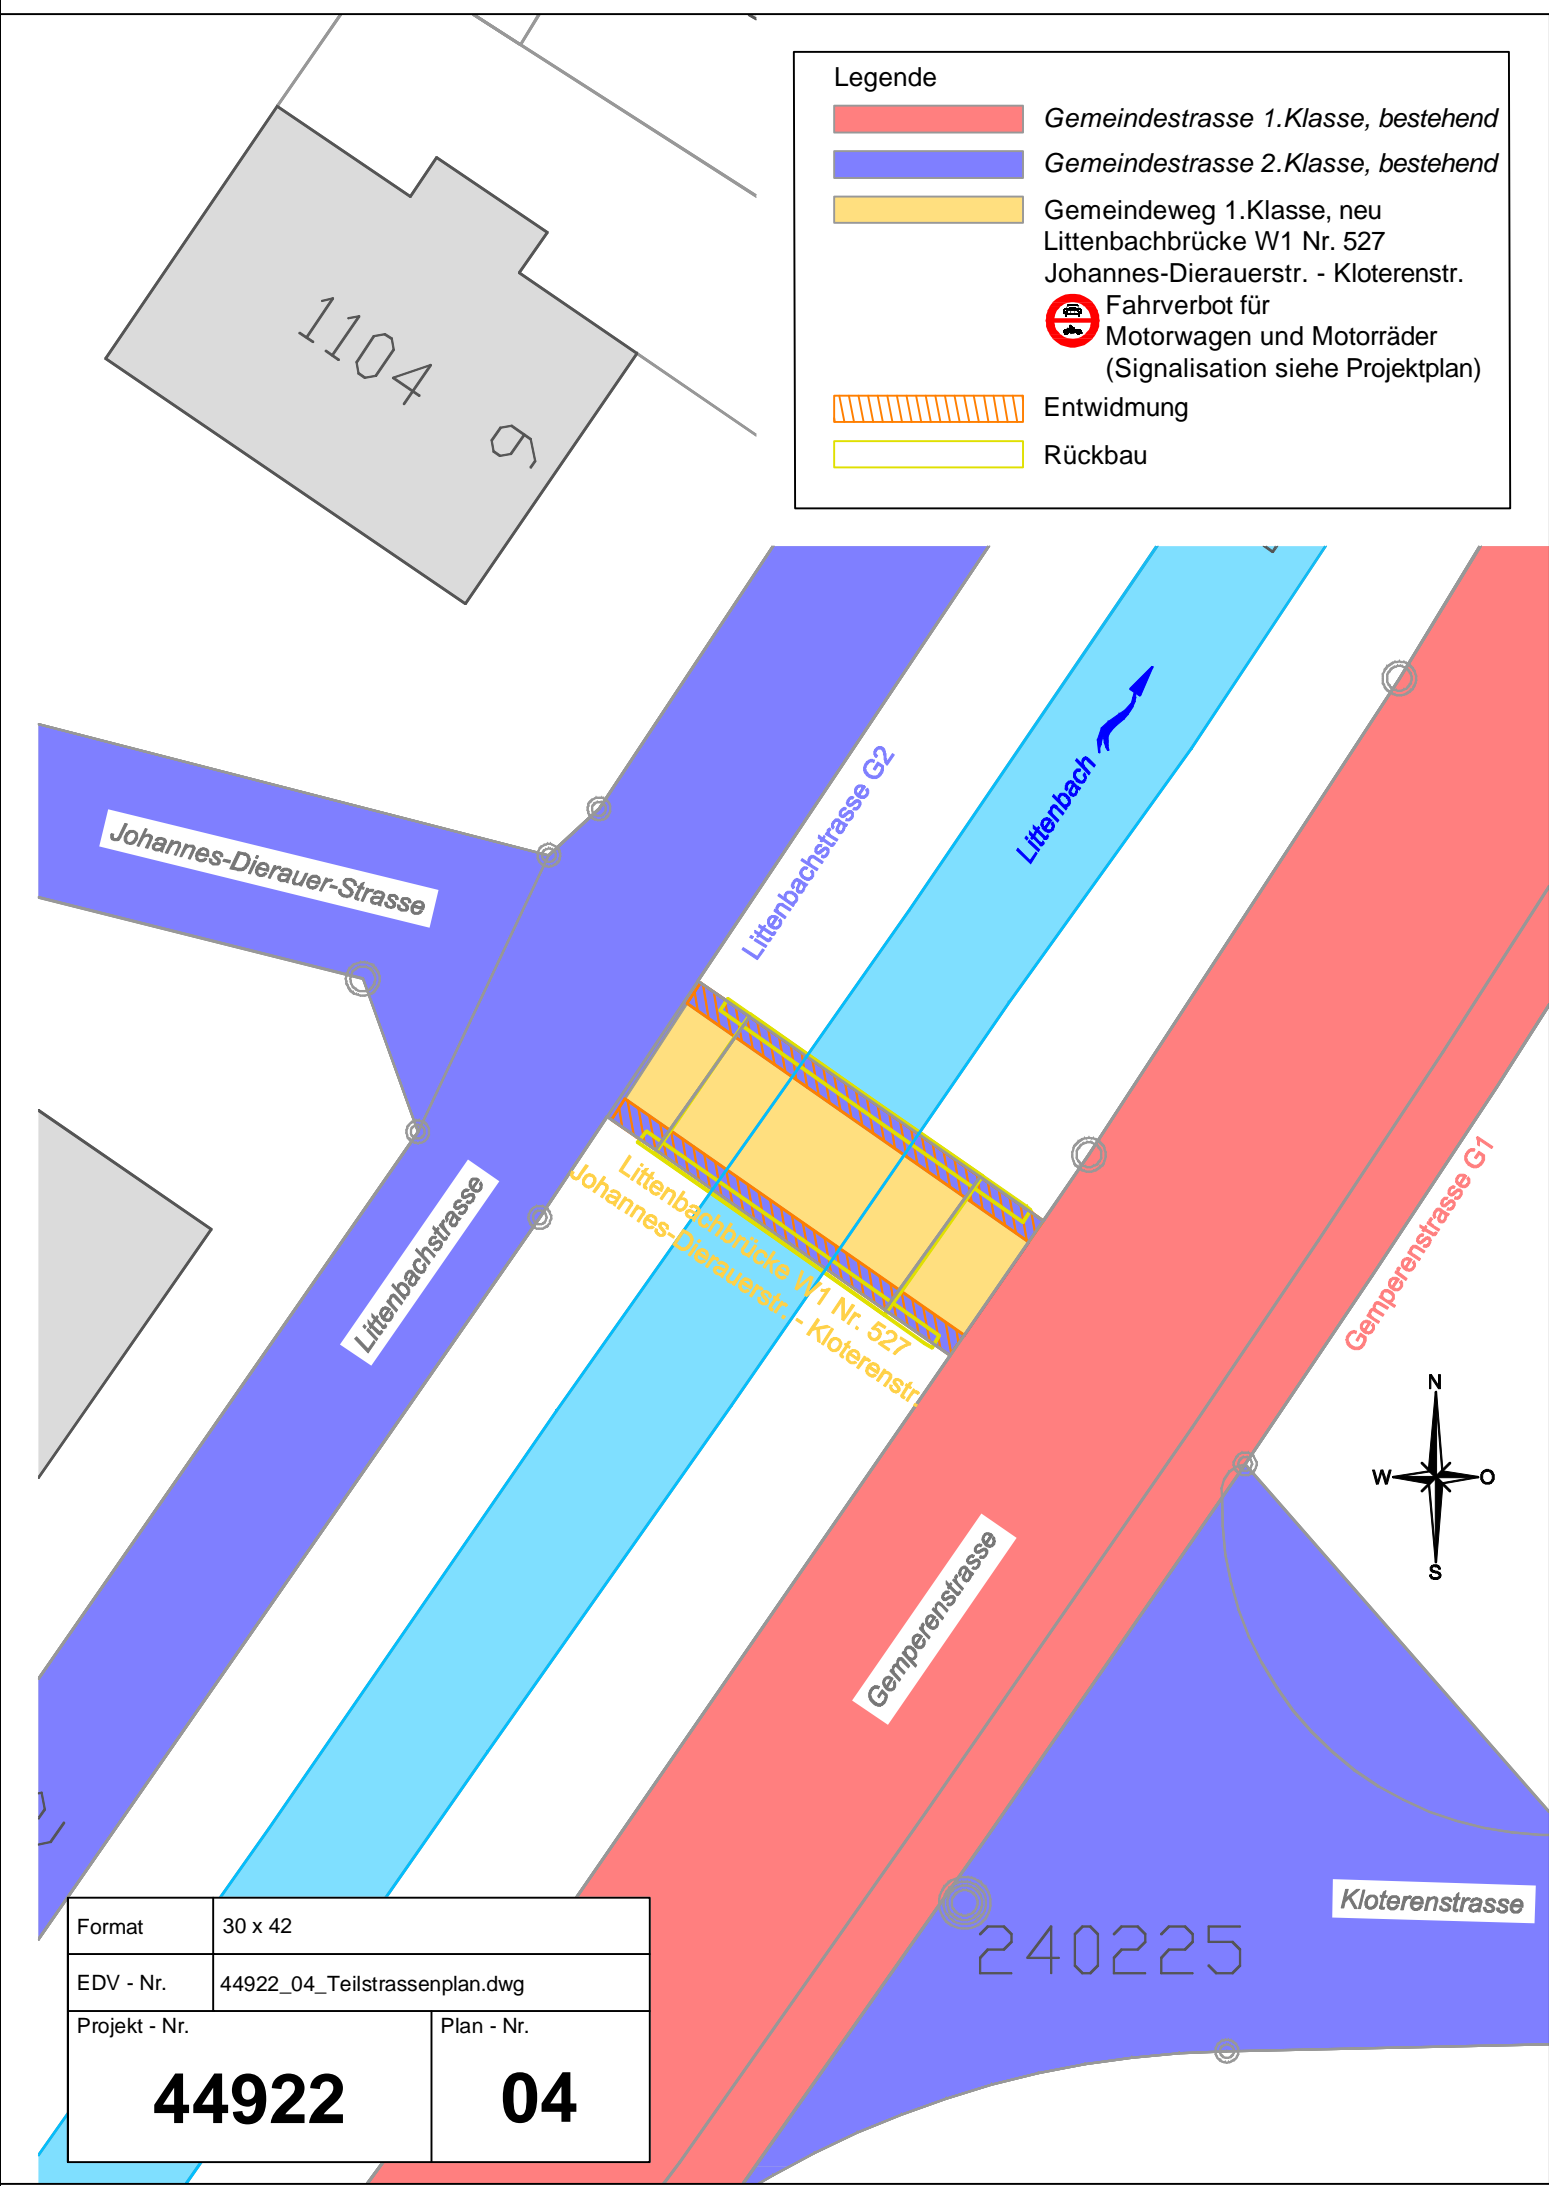 Legende
Gemeindestrasse 1.Klasse, bestehend
Gemeindestrasse 2.Klasse, bestehend
Gemeindeweg 1.Klasse, neu
Littenbachbrücke W1 Nr. 527
Johannes-Dierauerstr. - Kloterenstr.
Fahrverbot für
Motorwagen und Motorräder
(Signalisation siehe Projektplan)
Entwidmung
Rückbau
1104
9
Johannes-Dierauer-Strasse
Littenbachstrasse G2
Littenbach
Littenbachstrasse
Littenbachbrücke W1 Nr. 527
Johannes-Dierauerstr. - Kloterenstr.
Gemperenstrasse G1
N
W
O
S
Gemperenstrasse
Kloterenstrasse
240225
Format
30 x 42
EDV - Nr.
44922_04_Teilstrassenplan.dwg
Projekt - Nr.
Plan - Nr.
44922
04